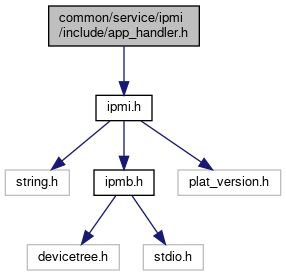 common/service/ipmi
/include/app_handler.h
ipmi.h
string.h
ipmb.h
plat_version.h
devicetree.h
stdio.h